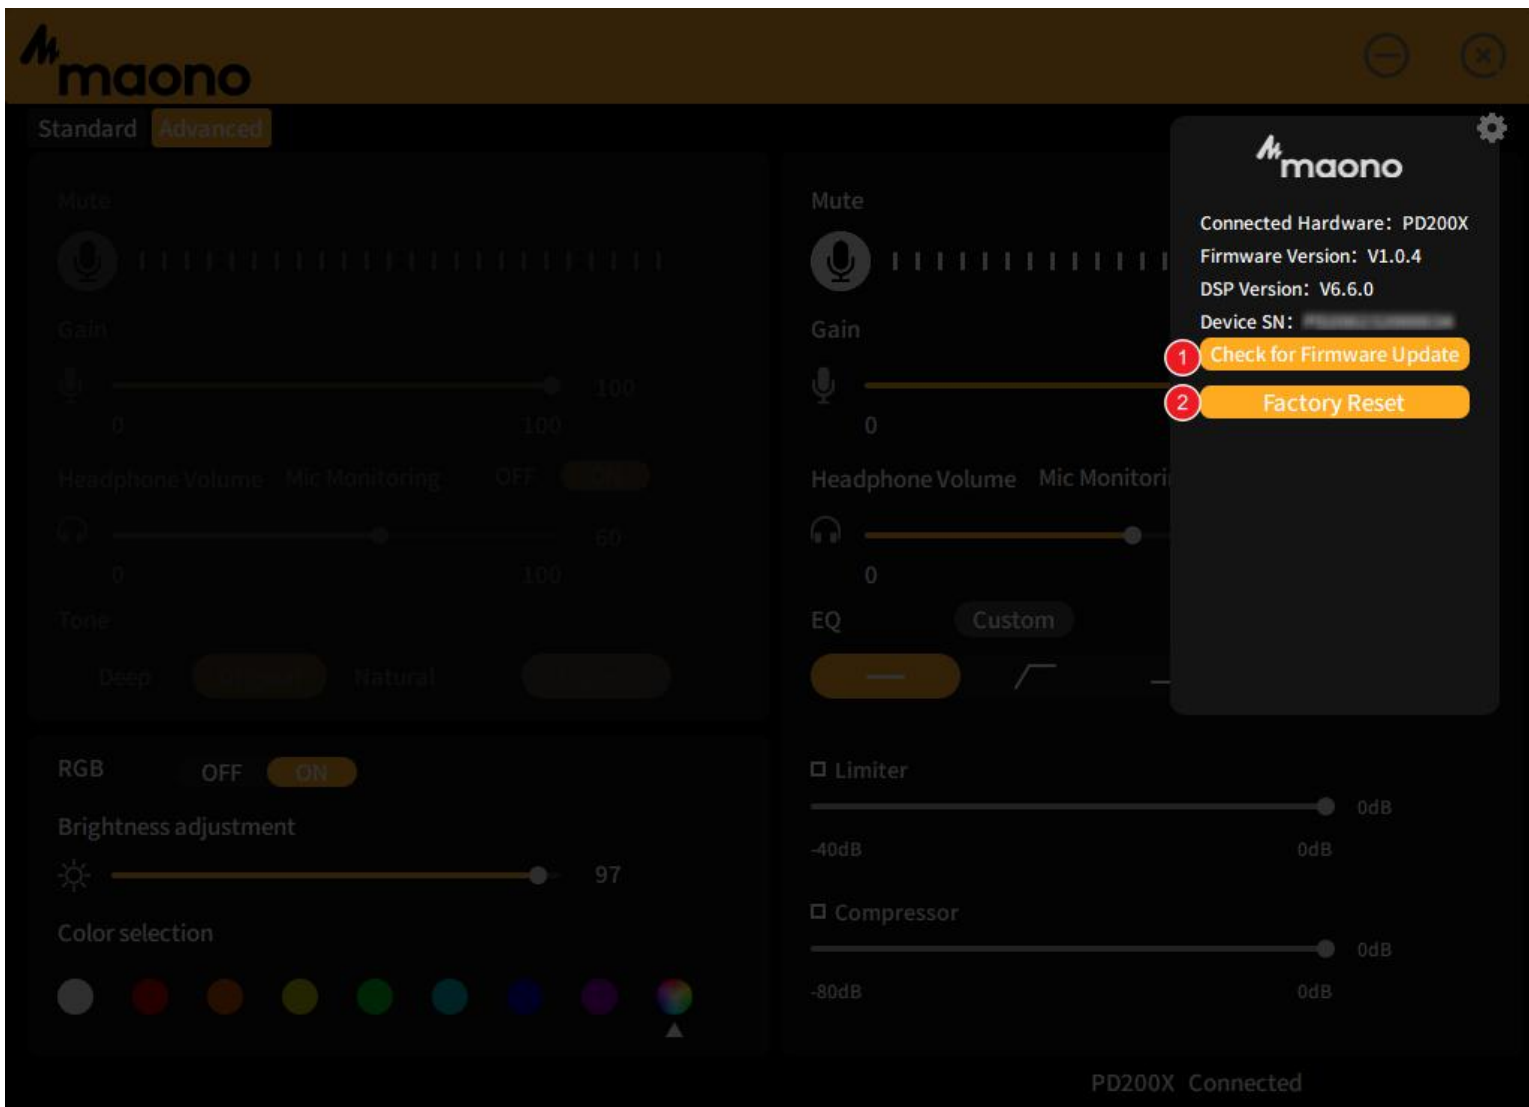 maono
Standard Advanced
maono
Connected Hardware: PD200X
Firmware Version: V1.0.4
DSP Version: V6.6.0
Device SN:
1 Check for Firmware Update
2 Factory Reset
Mute
Gain
100
0 100
Headphone Volume Mic Monitoring OFF ON
60
0 100
Tone
Deep Natural
Mute
Gain
0
Headphone Volume Mic Monitori
0
EQ Custom
RGB OFF ON
Brightness adjustment
97
Color selection
Limiter
0dB
-40dB 0dB
Compressor
0dB
-80dB 0dB
PD200X Connected